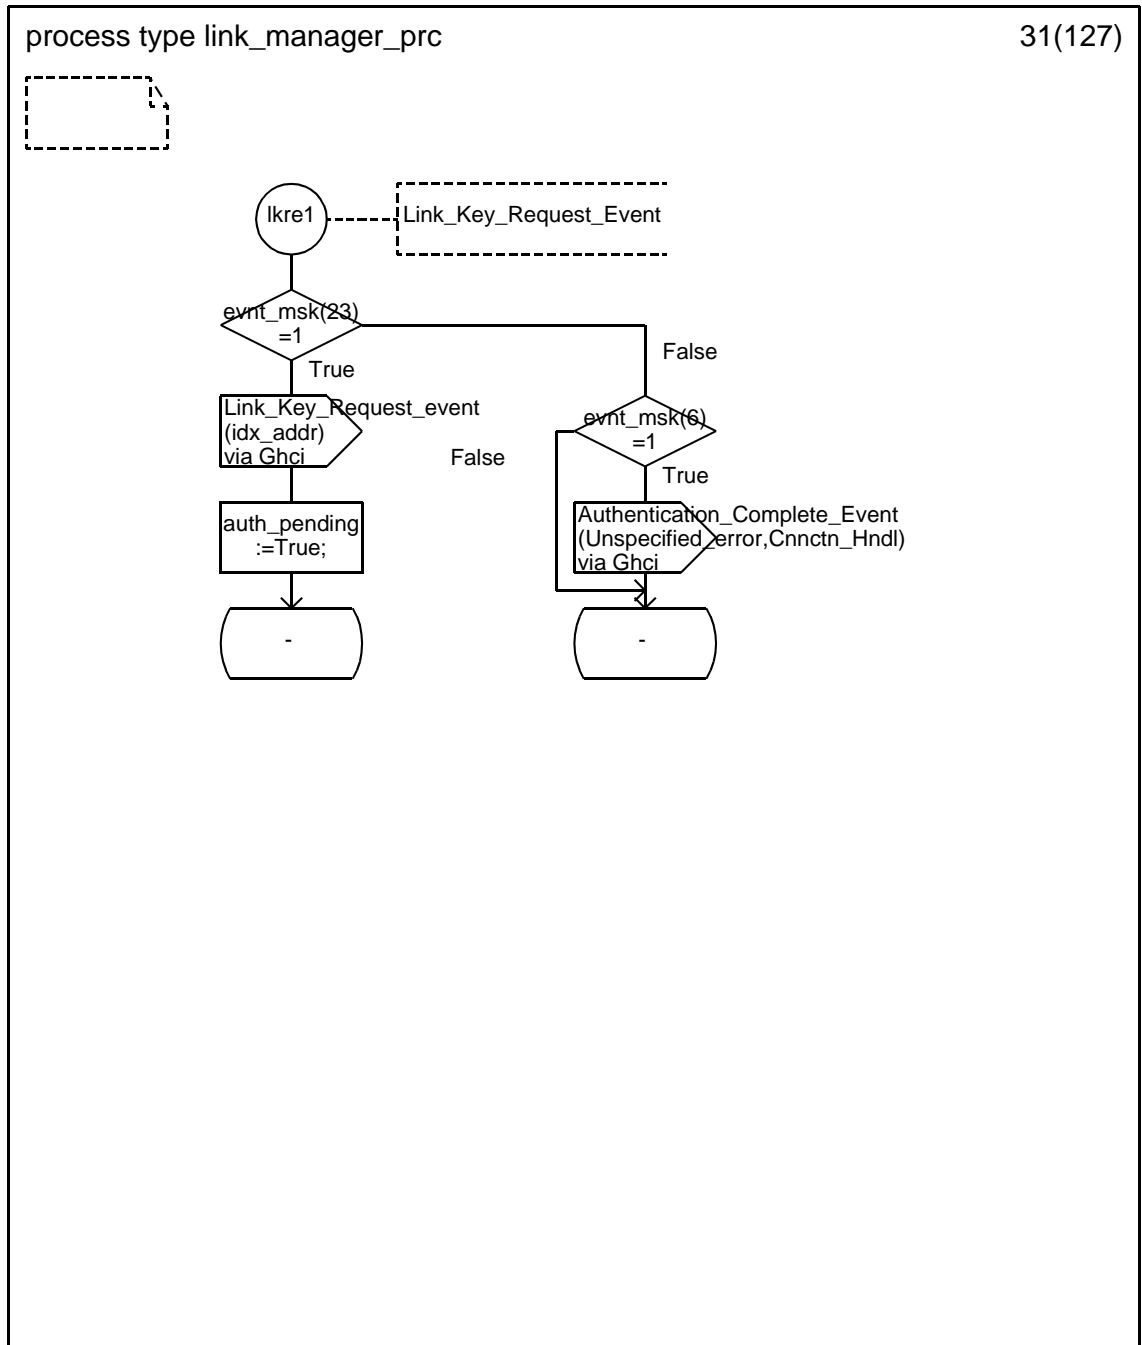 process type link_manager_prc
31(127)
lkre1
Link_Key_Request_Event
evnt_msk(23)
=1
False
True
Link_Key_Request_event
(idx_addr)
via Ghci
evnt_msk(6)
=1
False
True
auth_pending
:=True;
Authentication_Complete_Event
(Unspecified_error,Cnnctn_Hndl)
via Ghci
-
-